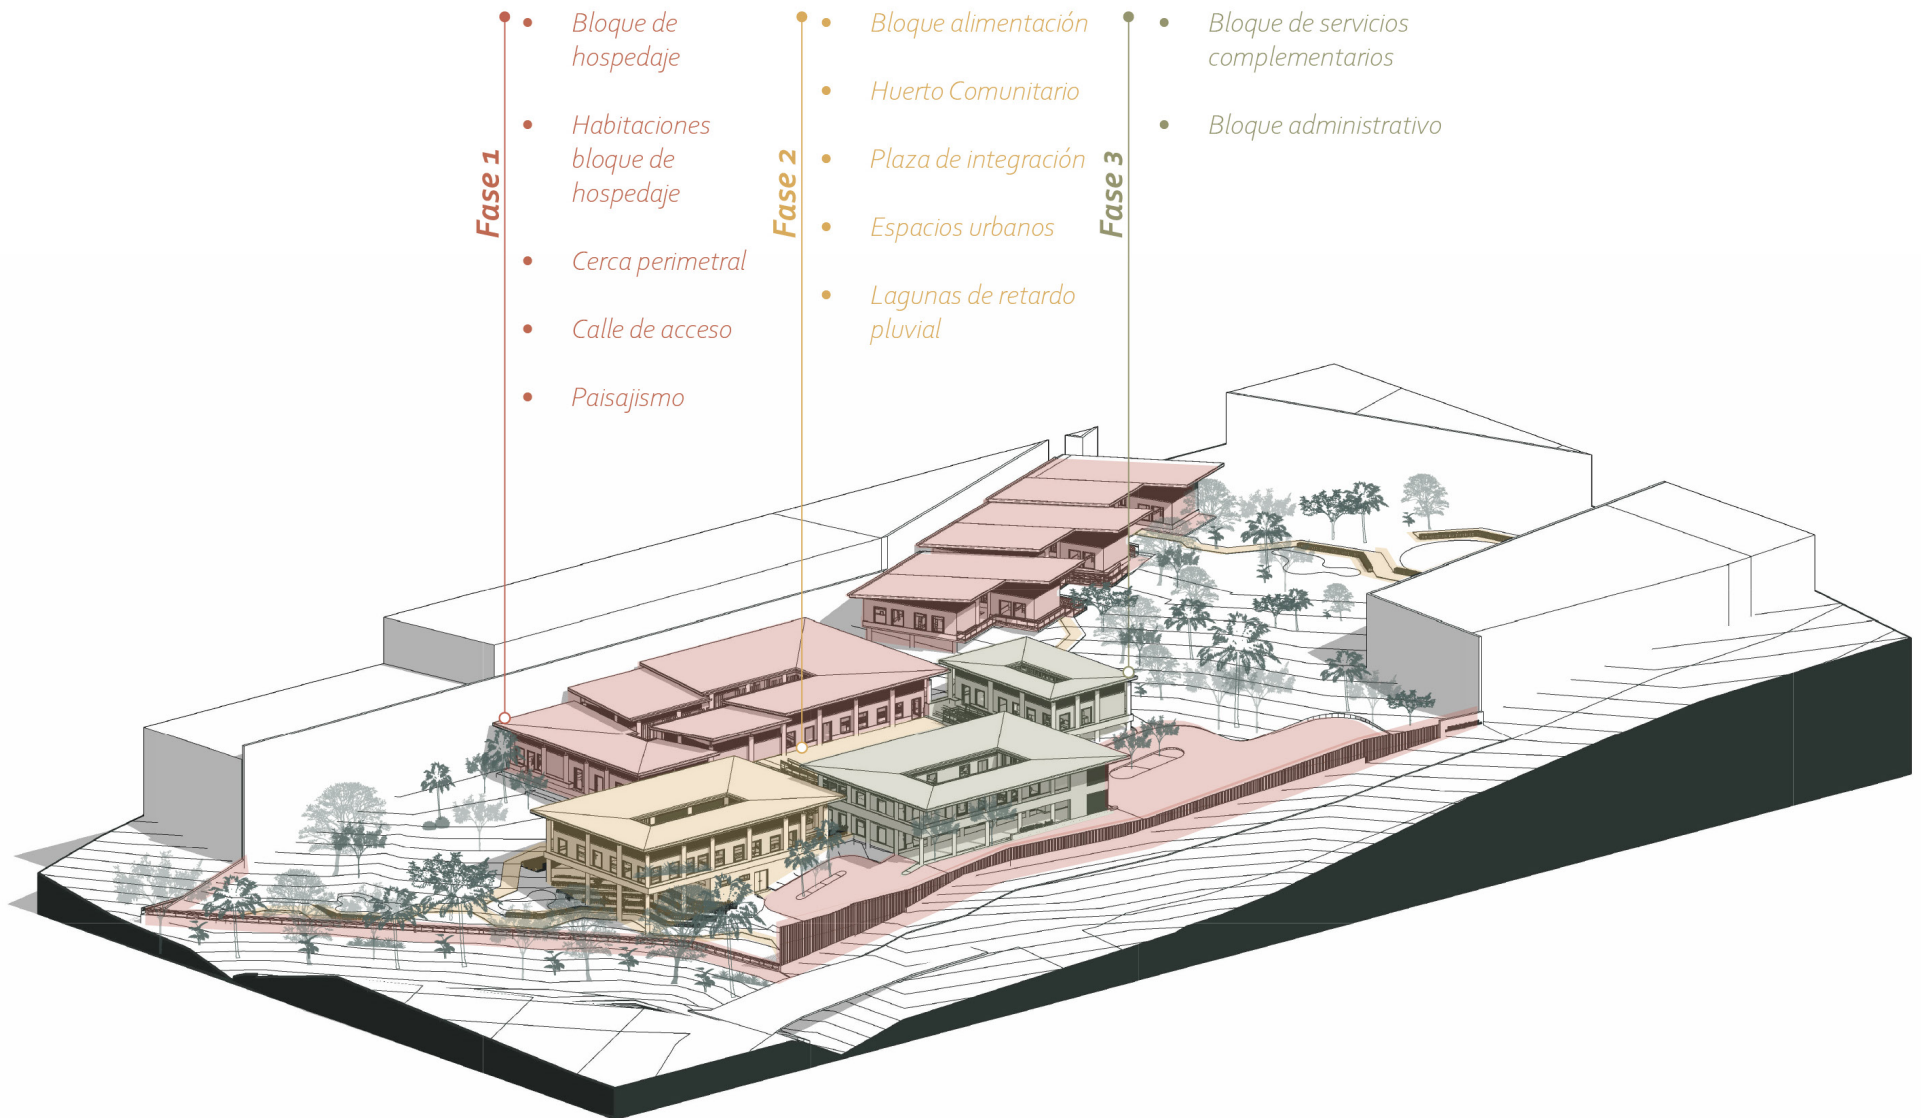 Fase 1
• Bloque de
hospedaje
• Habitaciones
bloque de
hospedaje
• Cerca perimetral
• Calle de acceso
• Paisajismo
Fase 2
• Bloque alimentación
• Huerto Comunitario
• Plaza de integración
• Espacios urbanos
• Lagunas de retardo
pluvial
Fase 3
• Bloque de servicios
complementarios
• Bloque administrativo